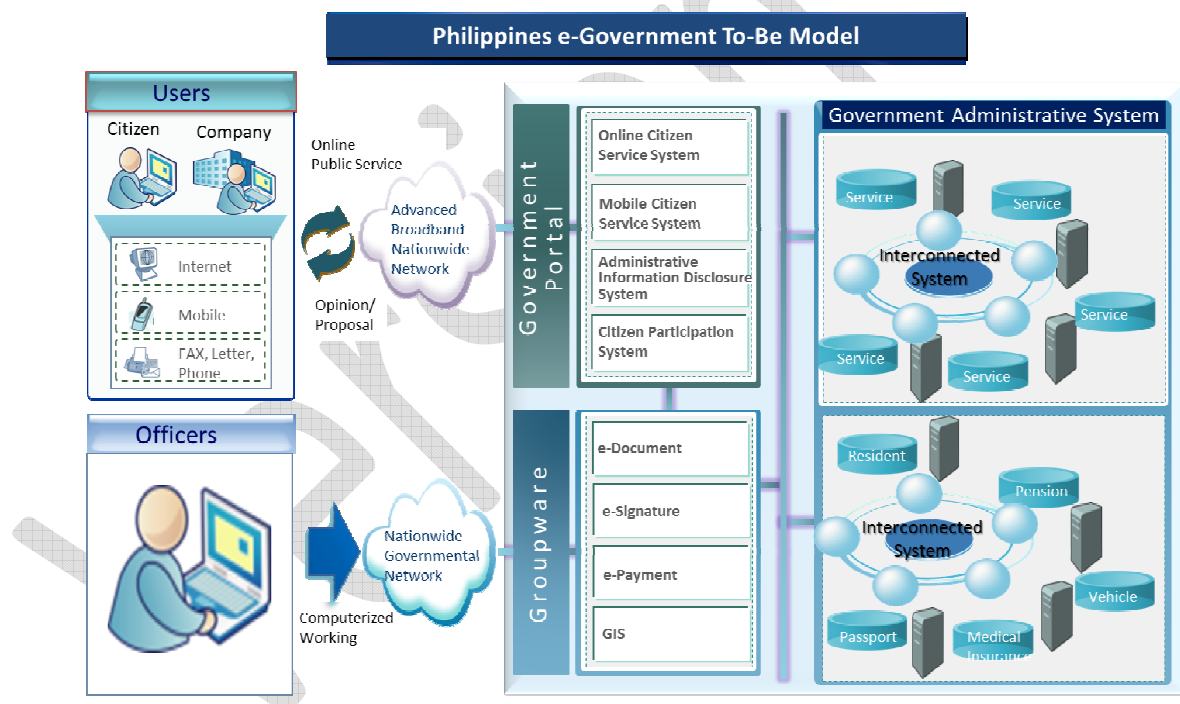 Philippines e-Government To-Be Model
Users
Citizen
Company
Internet
Mobile
FAX, Letter,
Phone
Officers
Online
Public Service
Opinion/
Proposal
Advanced
Broadband
Nationwide
Network
Computerized
Working
Nationwide
Governmental
Network
Government
Portal
Online Citizen
Service System
Mobile Citizen
Service System
Administrative
Information Disclosure
System
Citizen Participation
System
Groupware
e-Document
e-Signature
e-Payment
GIS
Government Administrative System
Service
Service
Interconnected
System
Service
Service
Service
Resident
Pension
Interconnected
System
Vehicle
Passport
Medical
Insurance